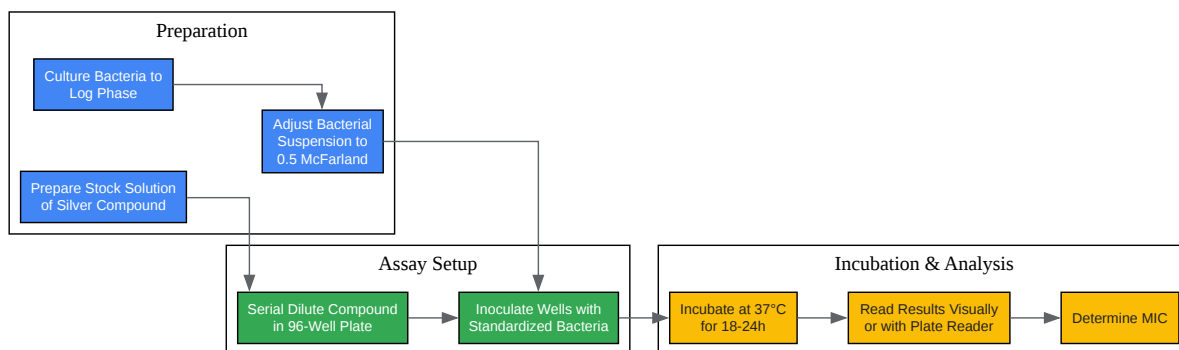 Preparation
Culture Bacteria to
Log Phase
Adjust Bacterial
Suspension to
0.5 McFarland
Prepare Stock Solution
of Silver Compound
Assay Setup
Serial Dilute Compound
in 96-Well Plate
Inoculate Wells with
Standardized Bacteria
Incubation & Analysis
Incubate at 37°C
for 18-24h
Read Results Visually
or with Plate Reader
Determine MIC